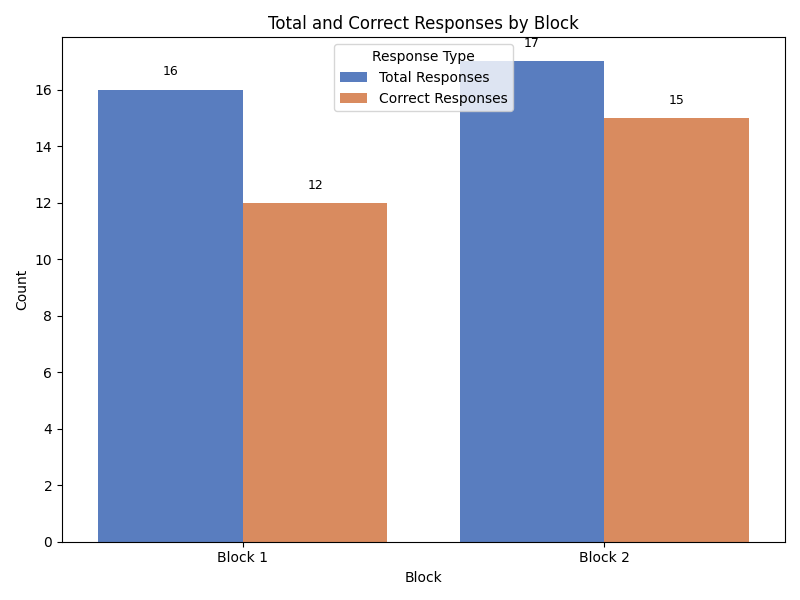 Total and Correct Responses by Block
17
Response Type
Total Responses
Correct Responses
16
15
12
16
14
12
10
8
6
4
2
0
Count
Block 1
Block 2
Block